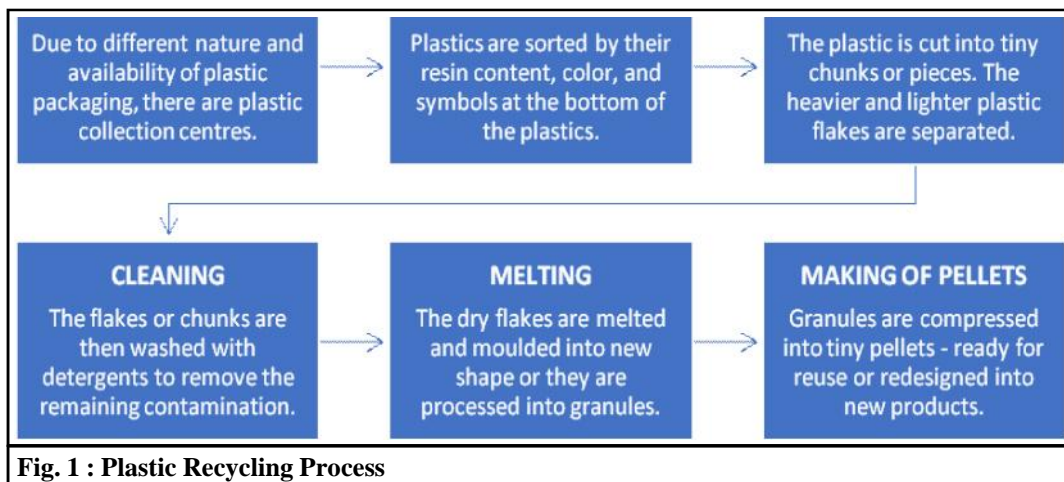 Due to different nature and
availability of plastic
packaging, there are plastic
collection centres.
Plastics are sorted by their
resin content, color, and
symbols at the bottom of
the plastics.
The plastic is cut into tiny
chunks or pieces. The
heavier and lighter plastic
flakes are separated.
CLEANING
The flakes or chunks are
then washed with
detergents to remove the
remaining contamination.
MELTING
The dry flakes are melted
and moulded into new
shape or they are
processed into granules.
MAKING OF PELLETS
Granules are compressed
into tiny pellets - ready for
reuse or redesigned into
new products.
Fig. 1 : Plastic Recycling Process